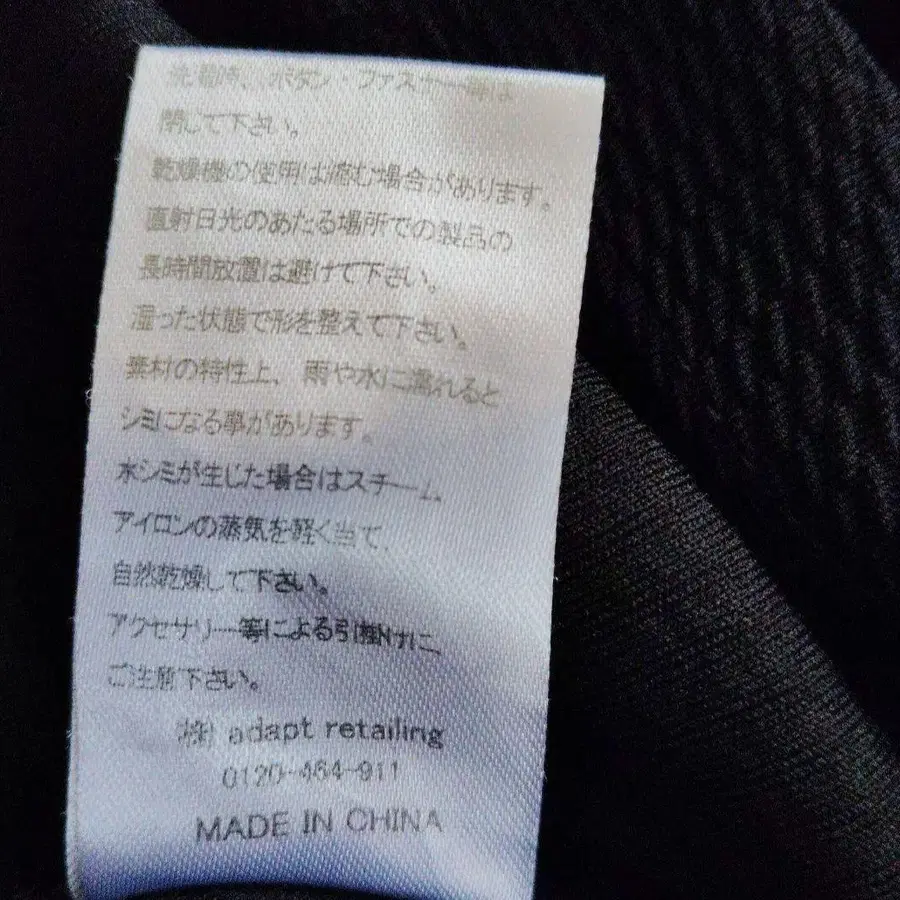 洗濯時、ボタン・ファスナー等は
閉じて下さい。
乾燥機の使用は縮む場合があります。
直射日光のあたる場所での製品の
長時間放置は避けて下さい。
湿った状態で形を整えて下さい。
素材の特性上、雨や水に濡れると
シミになる事があります。
水シミが生じた場合はスチーム
アイロンの蒸気を軽く当て、
自然乾燥して下さい。
アクセサリー等による引掛けに、
ご注意下さい。
(株) adapt retailing
0120-464-911
MADE IN CHINA